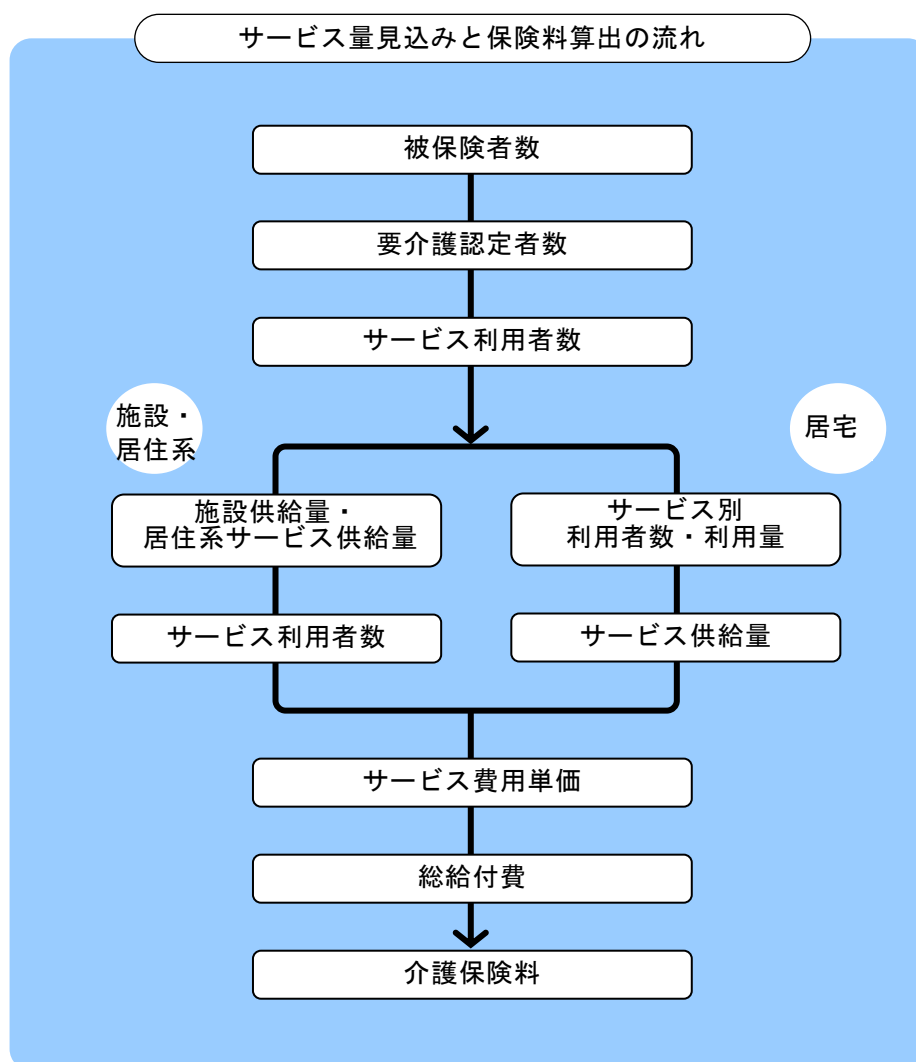 サービス量見込みと保険料算出の流れ
被保険者数
要介護認定者数
サービス利用者数
施設・
居住系
居宅
施設供給量・
居住系サービス供給量
サービス別
利用者数・利用量
サービス利用者数
サービス供給量
サービス費用単価
総給付費
介護保険料